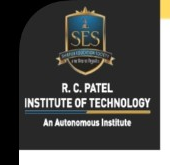 SES
R. C. PATEL
INSTITUTE OF TECHNOLOGY
An Autonomous Institute